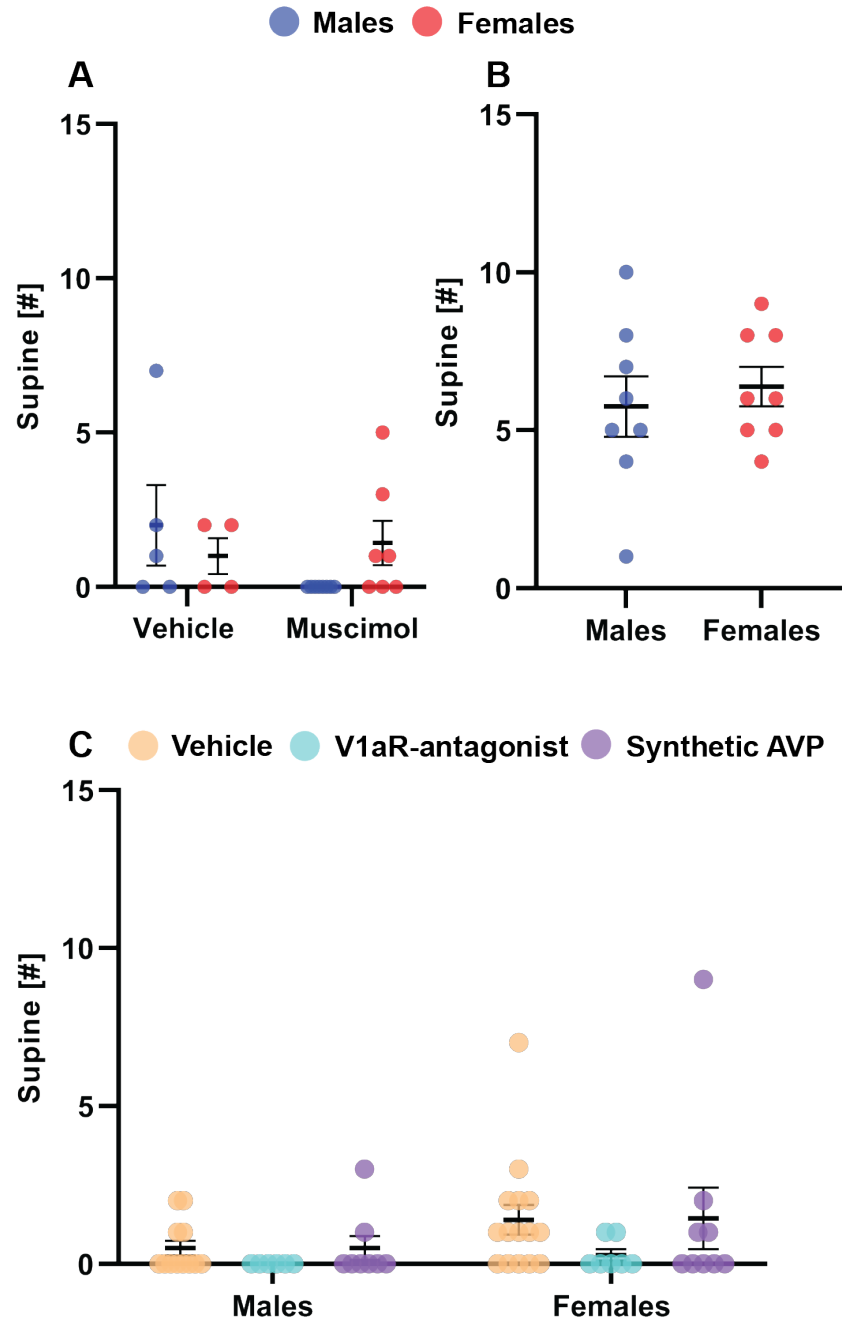 Males Females
A
B
15
10
5
0
Supine [#]
Vehicle Muscimol
15
10
5
0
Supine [#]
Males Females
C Vehicle V1aR-antagonist Synthetic AVP
15
10
5
0
Supine [#]
Males Females